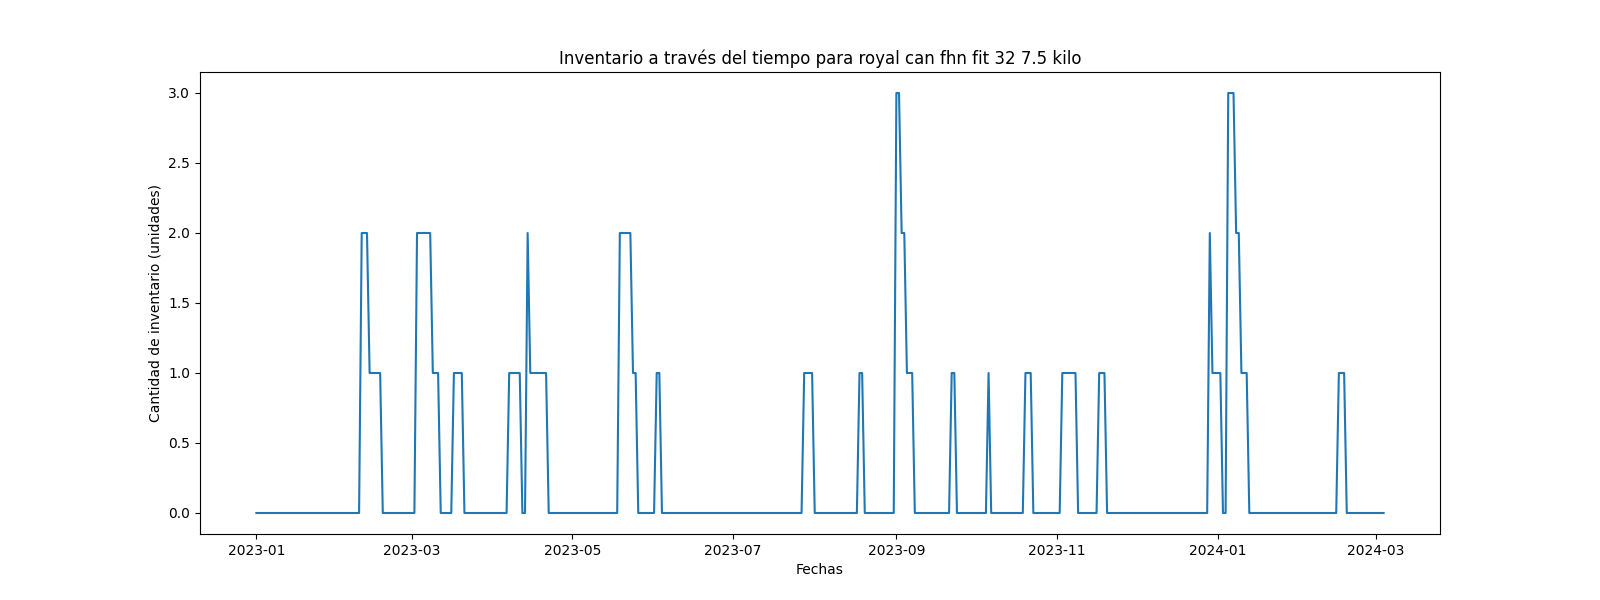 Inventario a través del tiempo para royal can fhn fit 32 7.5 kilo
Cantidad de inventario (unidades)
3.0
2.5
2.0
1.5
1.0
0.5
0.0
2023-01 2023-03 2023-05 2023-07 2023-09 2023-11 2024-01 2024-03
Fechas